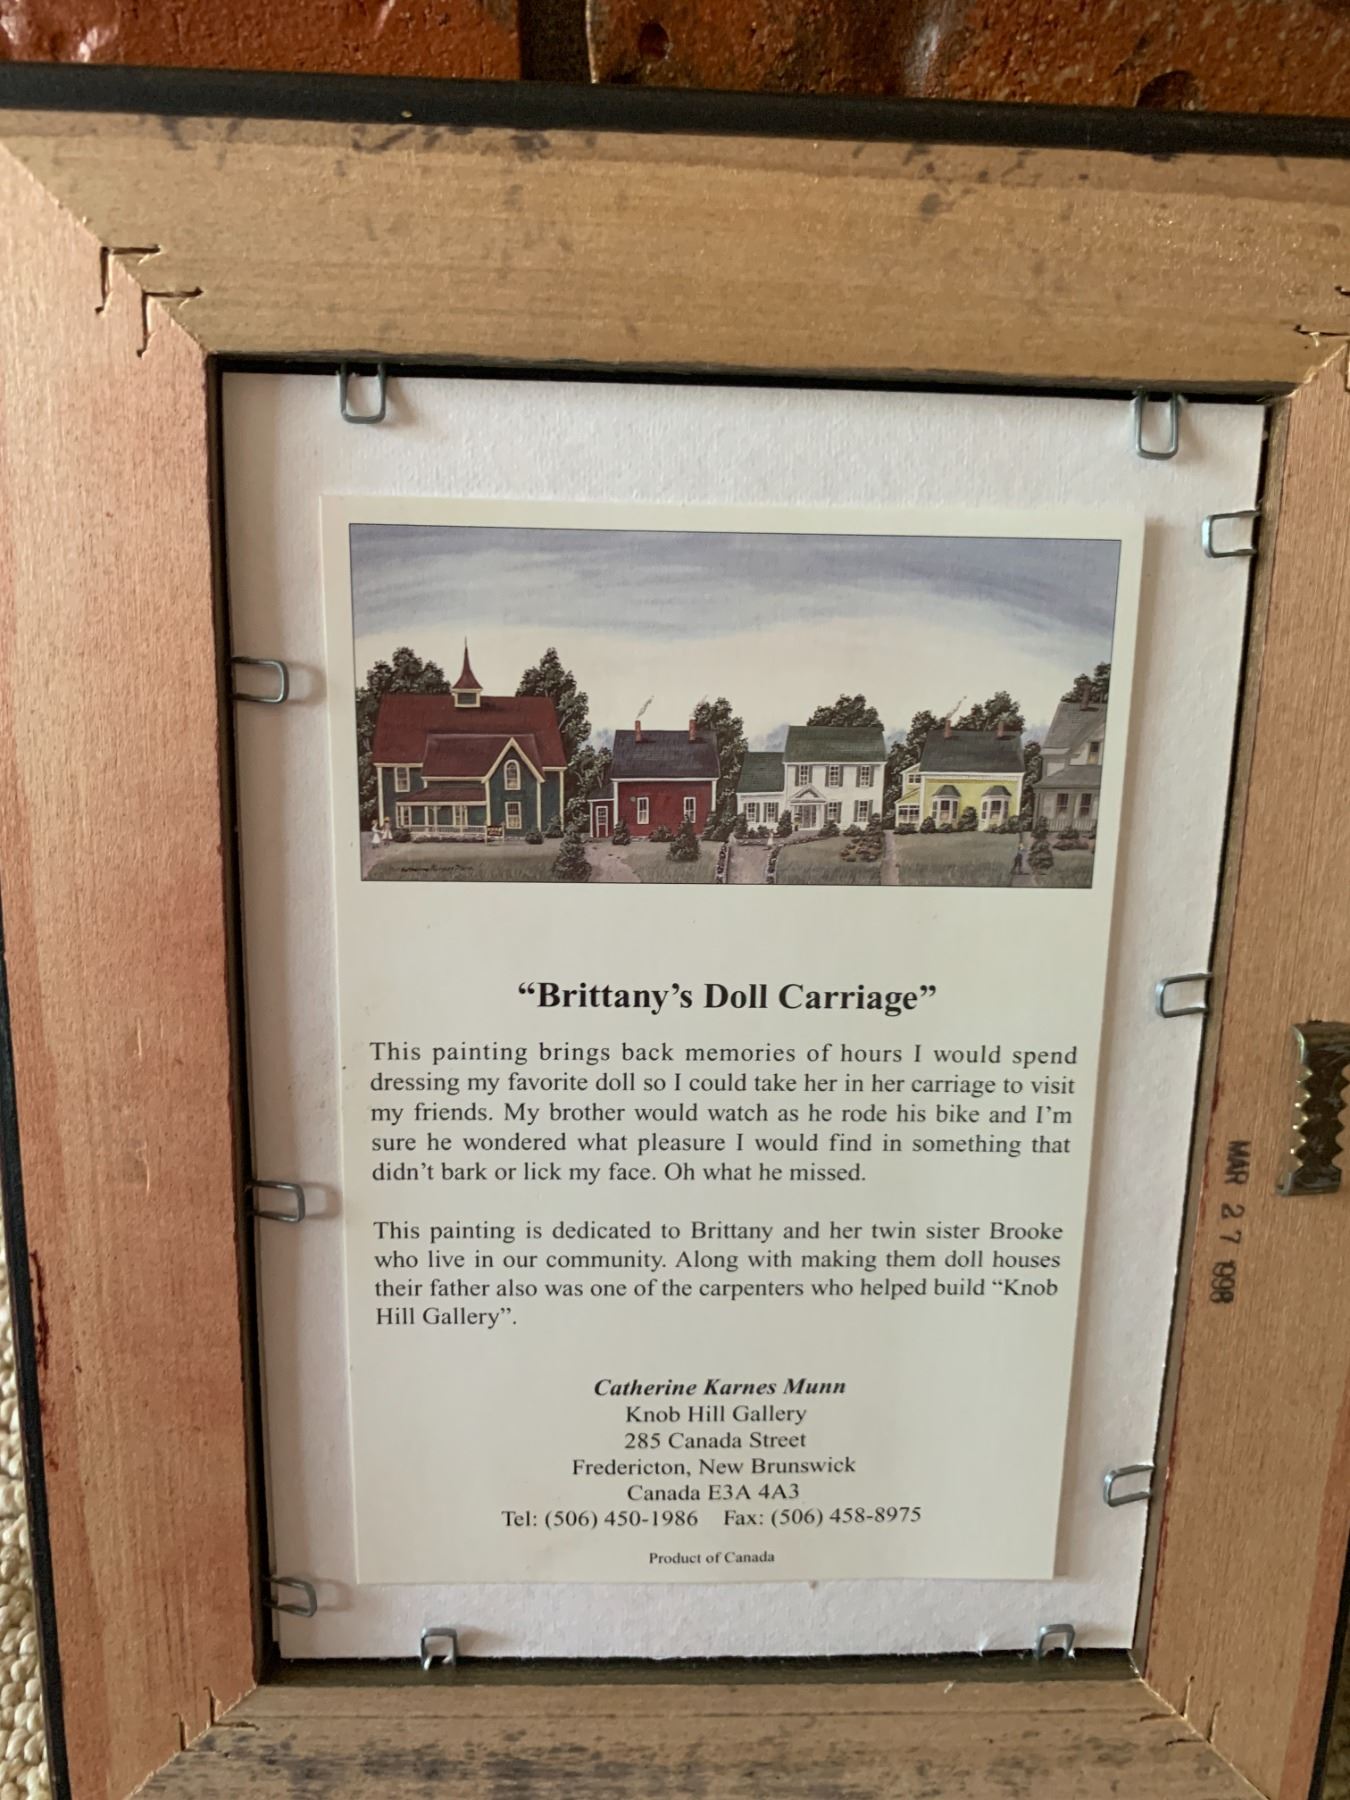 “Brittany’s Doll Carriage”
This painting brings back memories of hours I would spend
dressing my favorite doll so I could take her in her carriage to visit
my friends. My brother would watch as he rode his bike and I’m
sure he wondered what pleasure I would find in something that
didn’t bark or lick my face. Oh what he missed.
This painting is dedicated to Brittany and her twin sister Brooke
who live in our community. Along with making them doll houses
their father also was one of the carpenters who helped build “Knob
Hill Gallery”.
Catherine Karnes Munn
Knob Hill Gallery
285 Canada Street
Fredericton, New Brunswick
Canada E3A 4A3
Tel: (506) 450-1986 Fax: (506) 458-8975
Product of Canada
MAR 27 1998